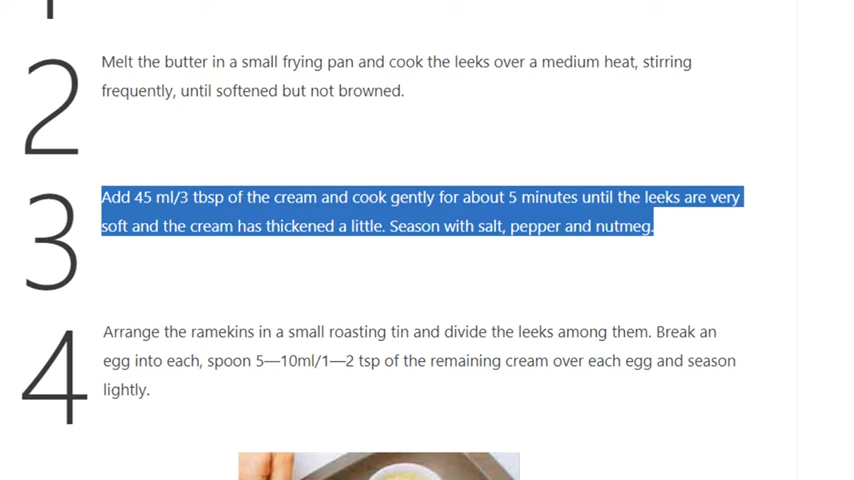 2
Melt the butter in a small frying pan and cook the leeks over a medium heat, stirring
frequently, until softened but not browned.
3
Add 45 ml/3 tbsp of the cream and cook gently for about 5 minutes until the leeks are very
soft and the cream has thickened a little. Season with salt, pepper and nutmeg.
4
Arrange the ramekins in a small roasting tin and divide the leeks among them. Break an
egg into each, spoon 5—10ml/1—2 tsp of the remaining cream over each egg and season
lightly.